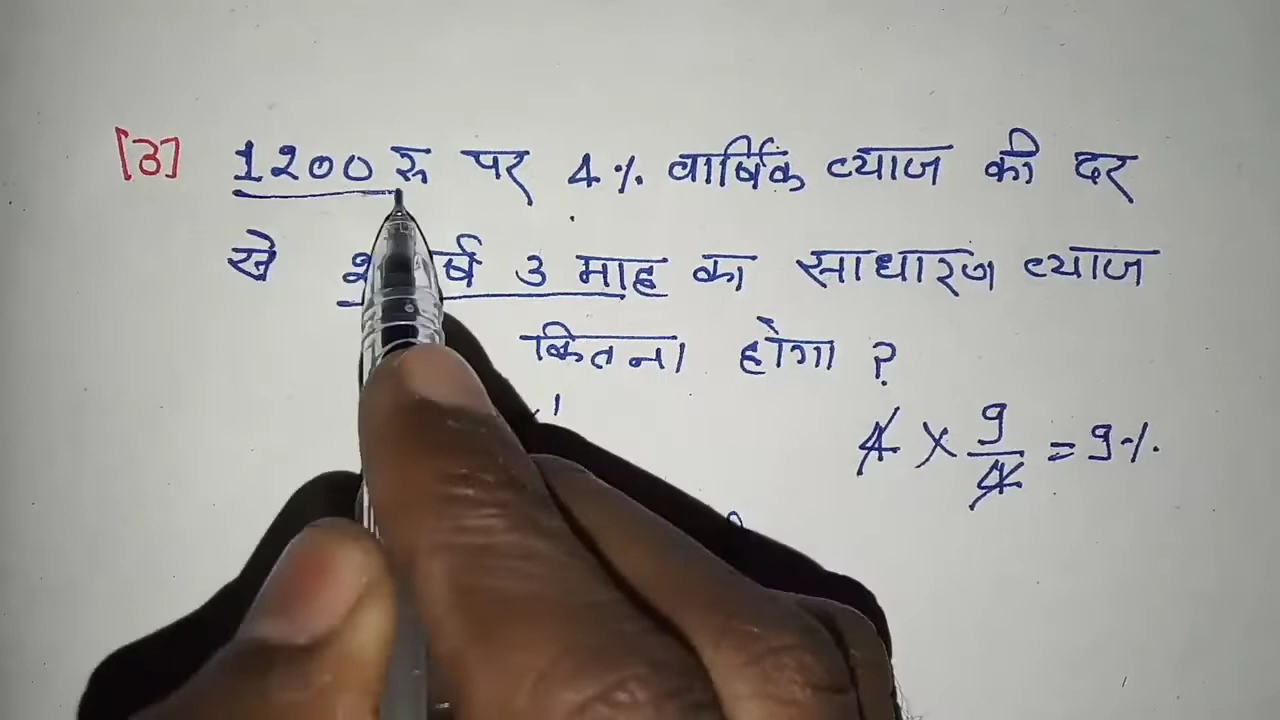 [3] 1200 रु पर 4% वार्षिक व्याज की दर
से 3 माह का साधारण व्याज
कितना होगा ?
4 × 9/4 = 9%